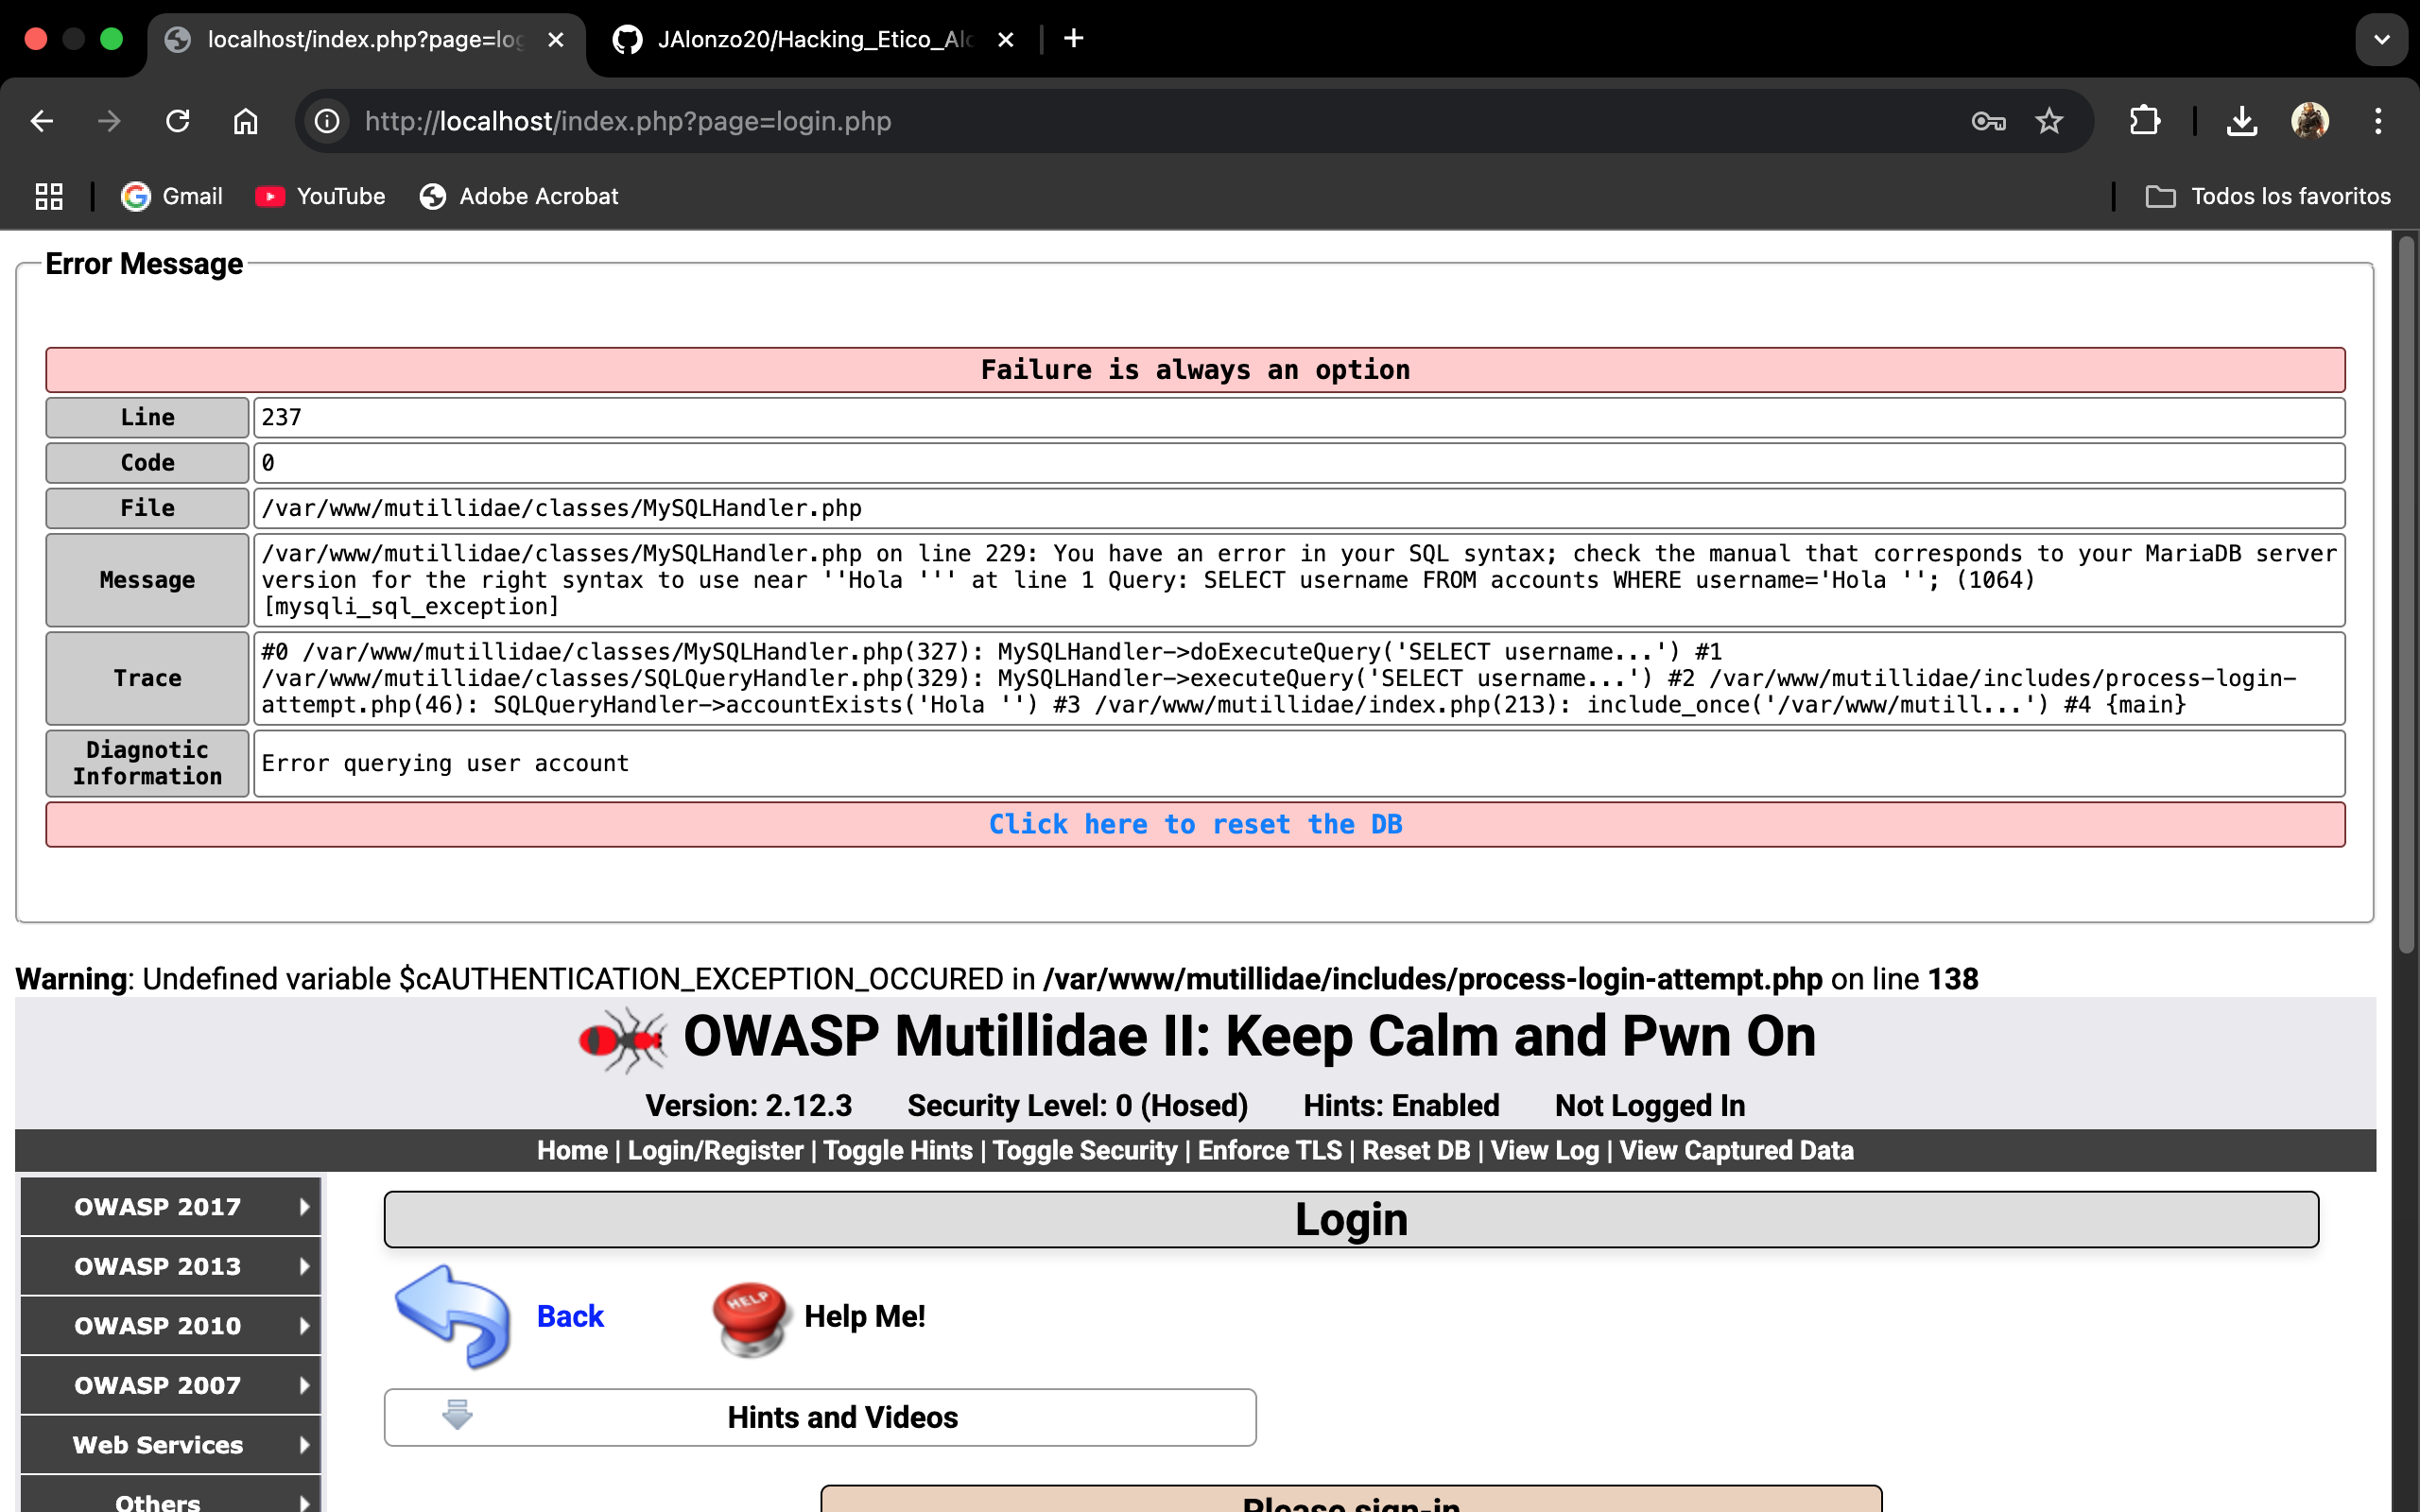 localhost/index.php?page=log
JAlonzo20/Hacking_Etico_Alo
http://localhost/index.php?page=login.php
Gmail
YouTube
Adobe Acrobat
Todos los favoritos
Error Message
Failure is always an option
Line
237
Code
0
File
/var/www/mutillidae/classes/MySQLHandler.php
Message
/var/www/mutillidae/classes/MySQLHandler.php on line 229: You have an error in your SQL syntax; check the manual that corresponds to your MariaDB server
version for the right syntax to use near ''Hola ''' at line 1 Query: SELECT username FROM accounts WHERE username='Hola ''; (1064)
[mysqli_sql_exception]
Trace
#0 /var/www/mutillidae/classes/MySQLHandler.php(327): MySQLHandler->doExecuteQuery('SELECT username...') #1
/var/www/mutillidae/classes/SQLQueryHandler.php(329): MySQLHandler->executeQuery('SELECT username...') #2 /var/www/mutillidae/includes/process-login-
attempt.php(46): SQLQueryHandler->accountExists('Hola '') #3 /var/www/mutillidae/index.php(213): include_once('/var/www/mutill...') #4 {main}
Diagnostic
Information
Error querying user account
Click here to reset the DB
Warning: Undefined variable $cAUTHENTICATION_EXCEPTION_OCCURED in /var/www/mutillidae/includes/process-login-attempt.php on line 138
OWASP Mutillidae II: Keep Calm and Pwn On
Version: 2.12.3 Security Level: 0 (Hosed) Hints: Enabled Not Logged In
Home | Login/Register | Toggle Hints | Toggle Security | Enforce TLS | Reset DB | View Log | View Captured Data
OWASP 2017
OWASP 2013
OWASP 2010
OWASP 2007
Web Services
Others
Login
Back
HELP
Help Me!
Hints and Videos
Please sign-in